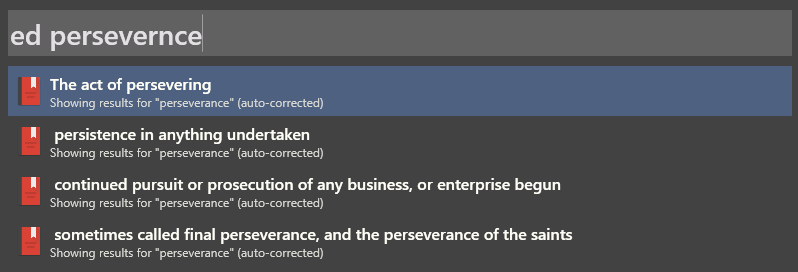 ed persevernce
The act of persevering
Showing results for "perseverance" (auto-corrected)
persistence in anything undertaken
Showing results for "perseverance" (auto-corrected)
continued pursuit or prosecution of any business, or enterprise begun
Showing results for "perseverance" (auto-corrected)
sometimes called final perseverance, and the perseverance of the saints
Showing results for "perseverance" (auto-corrected)